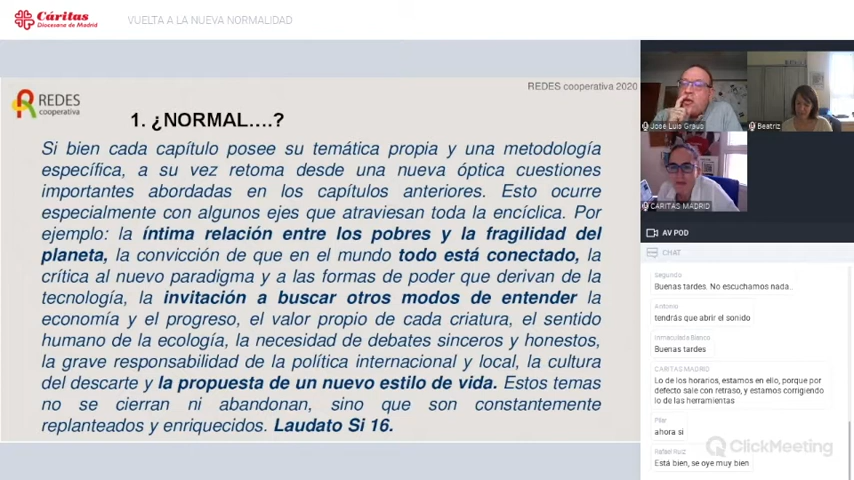 Cáritas
Diocesana de Madrid
VUELTA A LA NUEVA NORMALIDAD
REDES
cooperativa
REDES cooperativa 2020
1. ¿NORMAL….?
Si bien cada capítulo posee su temática propia y una metodología
específica, a su vez retoma desde una nueva óptica cuestiones
importantes abordadas en los capítulos anteriores. Esto ocurre
especialmente con algunos ejes que atraviesan toda la encíclica. Por
ejemplo: la íntima relación entre los pobres y la fragilidad del
planeta, la convicción de que en el mundo todo está conectado, la
crítica al nuevo paradigma y a las formas de poder que derivan de la
tecnología, la invitación a buscar otros modos de entender la
economía y el progreso, el valor propio de cada criatura, el sentido
humano de la ecología, la necesidad de debates sinceros y honestos,
la grave responsabilidad de la política internacional y local, la cultura
del descarte y la propuesta de un nuevo estilo de vida. Estos temas
no se cierran ni abandonan, sino que son constantemente
replanteados y enriquecidos. Laudato Si 16.
José Luis Graus
Beatriz
CARITAS MADRID
AV POD
CHAT
Segundo
Buenas tardes. No escuchamos nada..
Antonio
tendrás que abrir el sonido
Inmaculada Blanco
Buenas tardes
CARITAS MADRID
Lo de los horarios, estamos en ello, porque por
defecto sale con retraso, y estamos corrigiendo
lo de las herramientas
Pilar
ahora si
Rafael Ruiz
Está bien, se oye muy bien
ClickMeeting